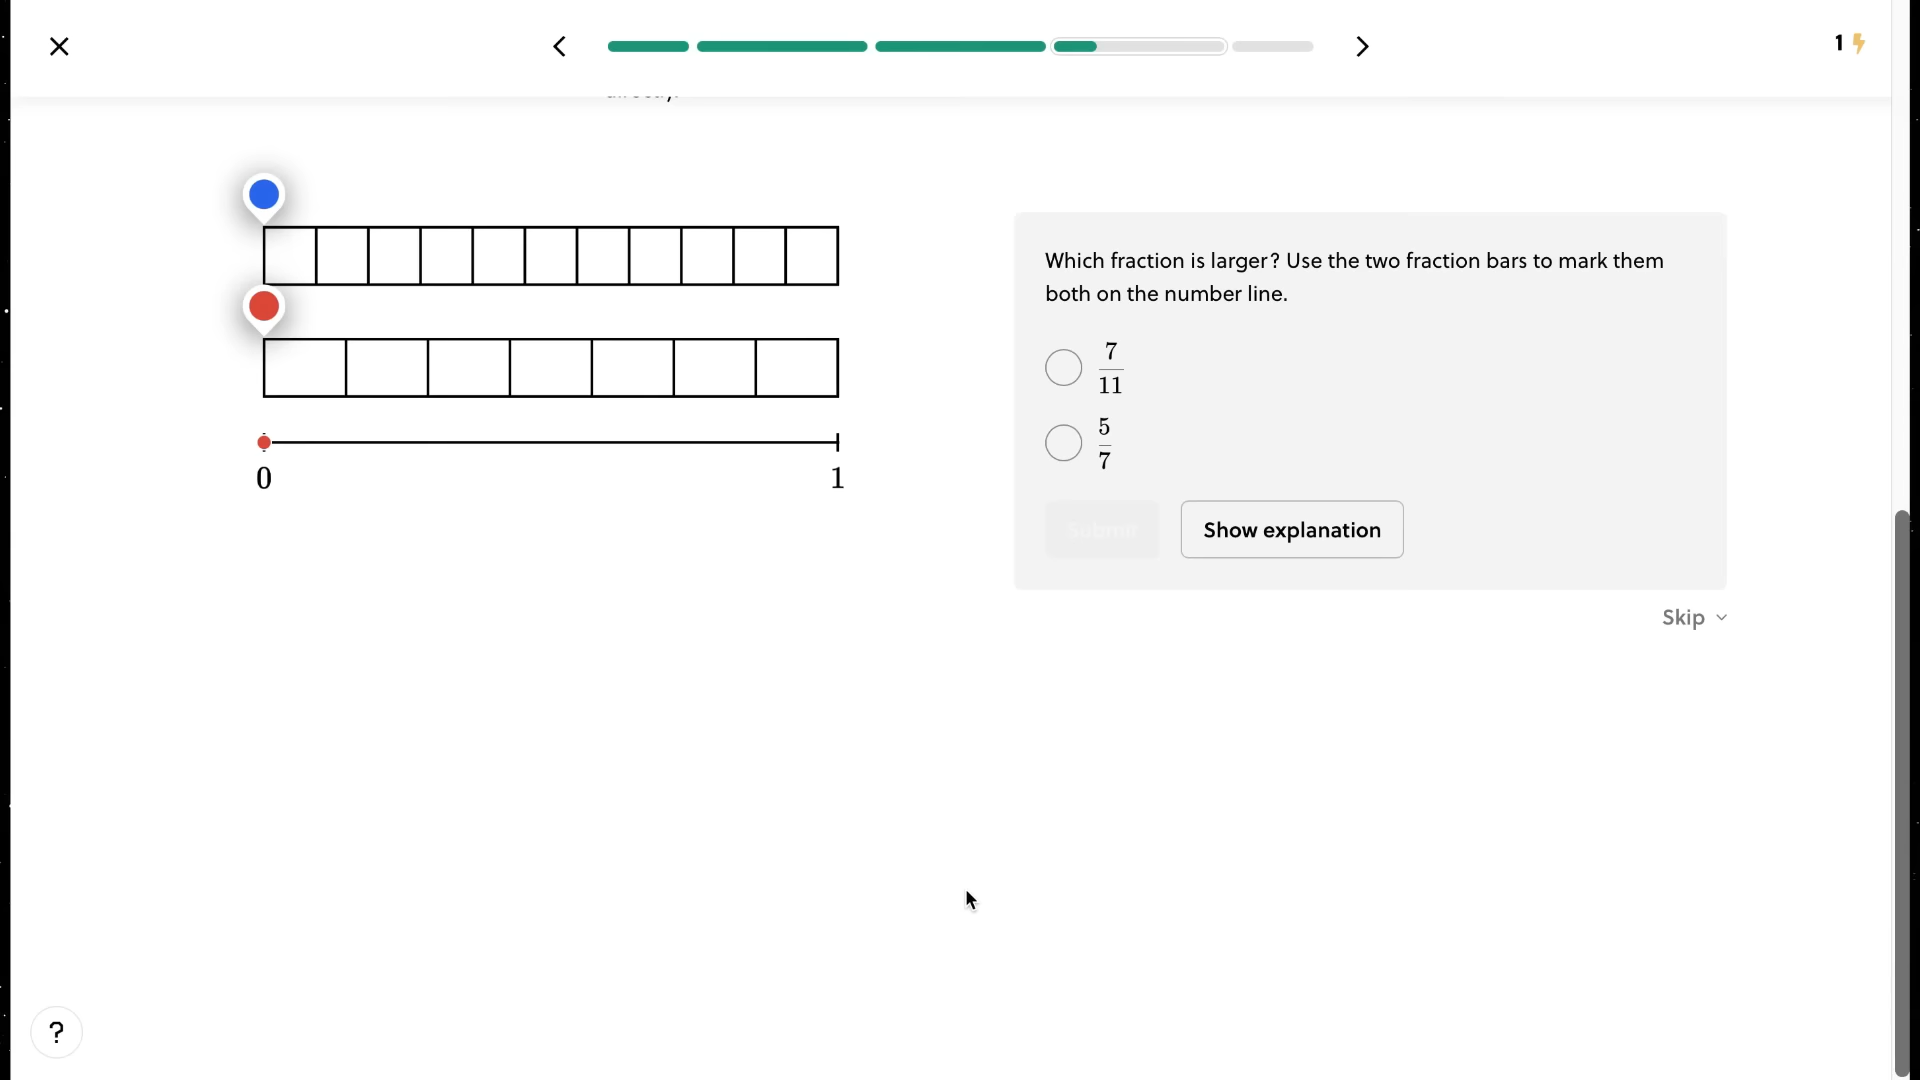 1
Which fraction is larger? Use the two fraction bars to mark them
both on the number line.
7
11
5
7
Submit
Show explanation
Skip
0
1
?